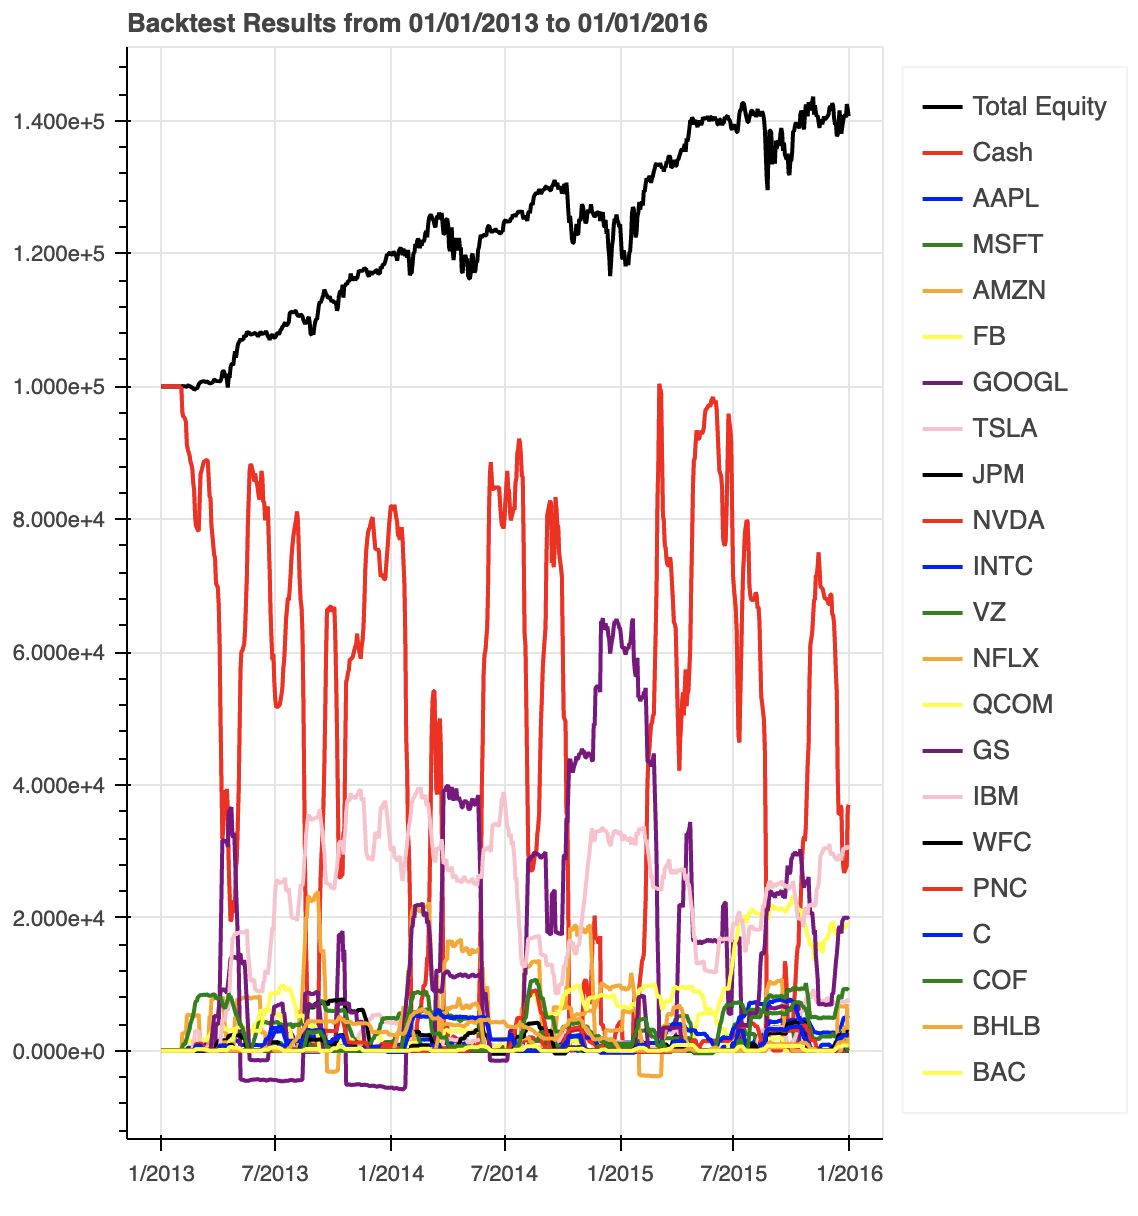 Backtest Results from 01/01/2013 to 01/01/2016
1.400e+5
1.200e+5
1.000e+5
8.000e+4
6.000e+4
4.000e+4
2.000e+4
0.000e+0
1/2013
7/2013
1/2014
7/2014
1/2015
7/2015
1/2016
Total Equity
Cash
AAPL
MSFT
AMZN
FB
GOOGL
TSLA
JPM
NVDA
INTC
VZ
NFLX
QCOM
GS
IBM
WFC
PNC
C
COF
BHLB
BAC